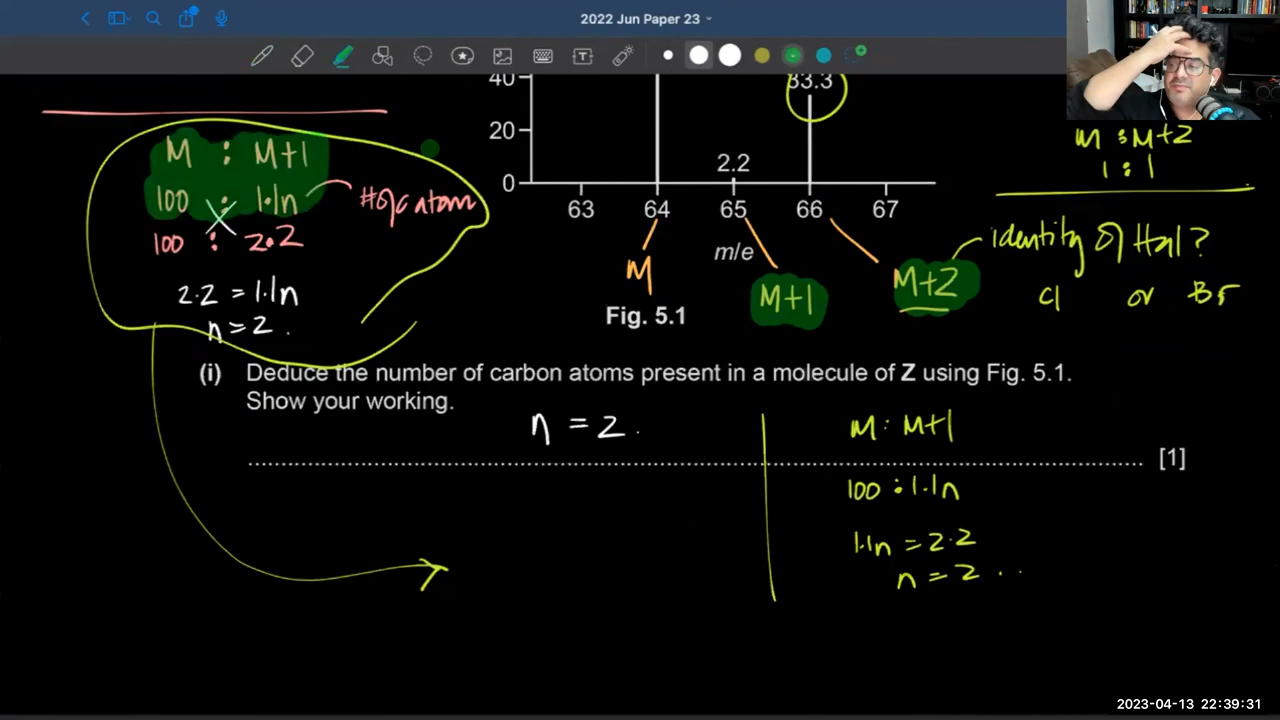 2022 Jun Paper 23
40
33.3
20
2.2
0
63 64 65 66 67
m/e
M
M+1
M+2
Fig. 5.1
M : M+1
100 : 1.1n
# of c atom
100 : 2.2
2.2 = 1.1n
n = 2.
M : M+2
1 : 1
identity of Hal?
Cl or Br
(i) Deduce the number of carbon atoms present in a molecule of Z using Fig. 5.1.
Show your working.
n = 2.
[1]
M : M+1
100 : 1.1n
1.1n = 2.2
n = 2 ...
2023-04-13 22:39:31